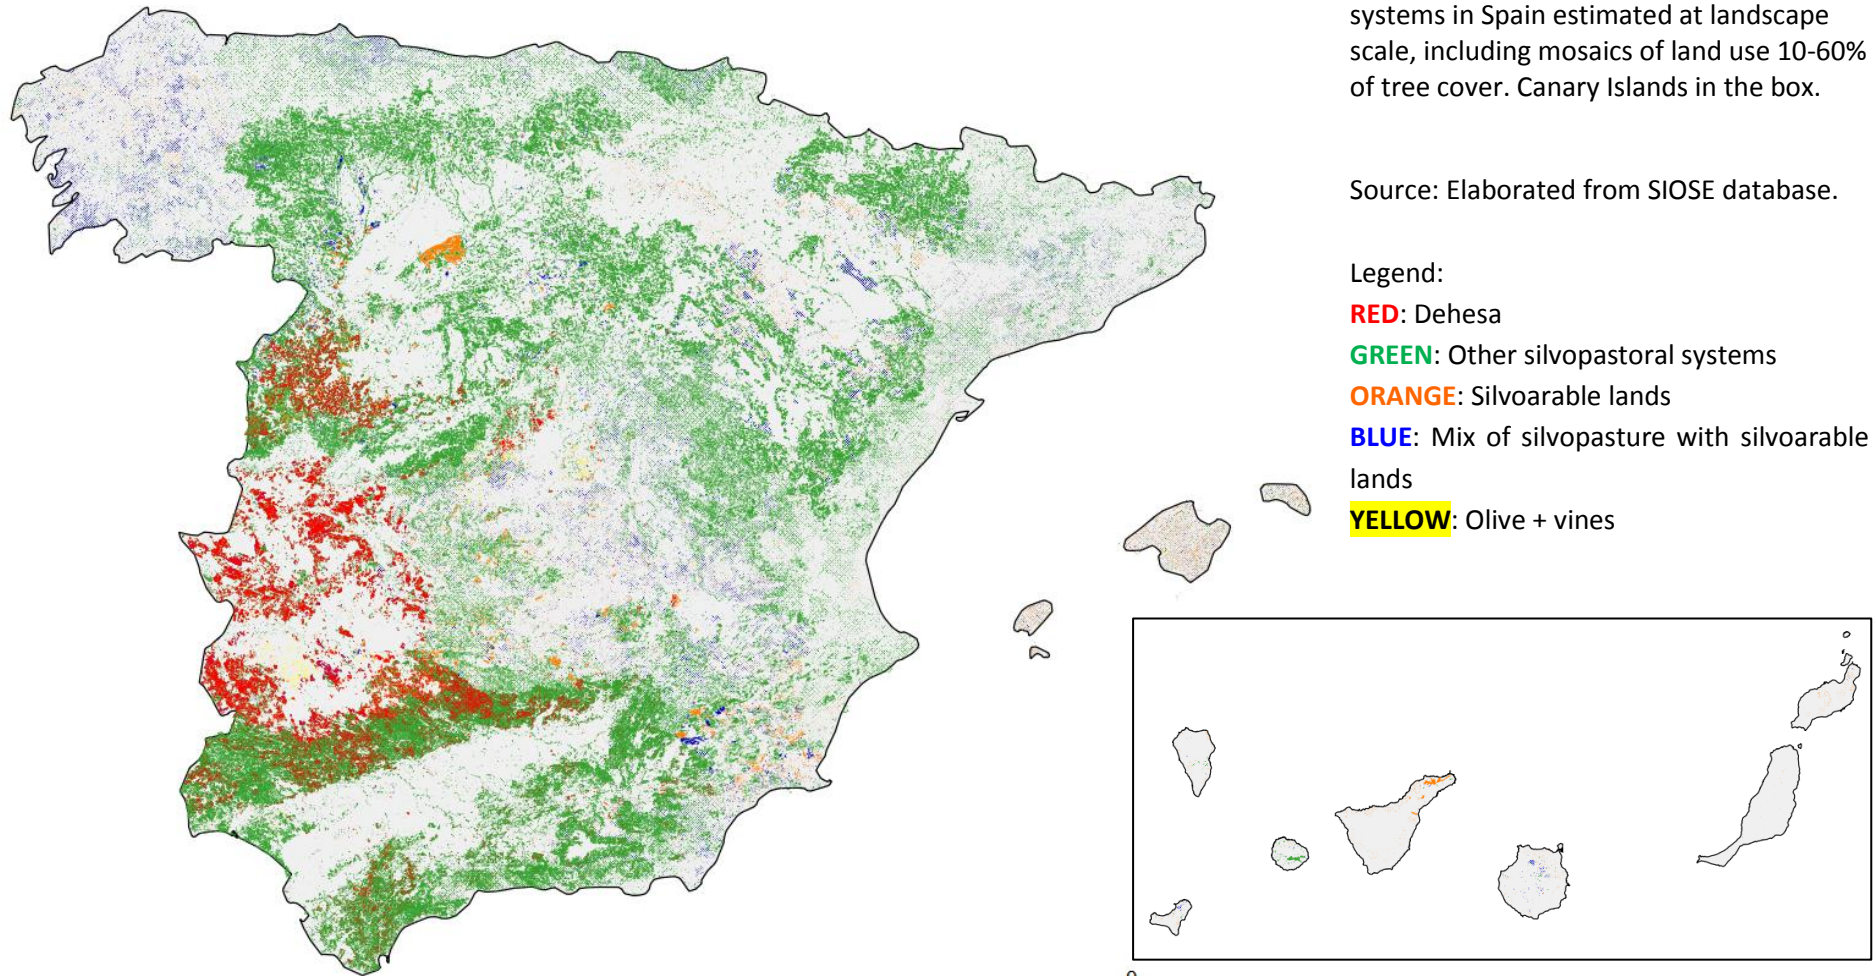 systems in Spain estimated at landscape
scale, including mosaics of land use 10-60%
of tree cover. Canary Islands in the box.
Source: Elaborated from SIOSE database.
Legend:
RED: Dehesa
GREEN: Other silvopastoral systems
ORANGE: Silvoarable lands
BLUE: Mix of silvopasture with silvoarable
lands
YELLOW: Olive + vines